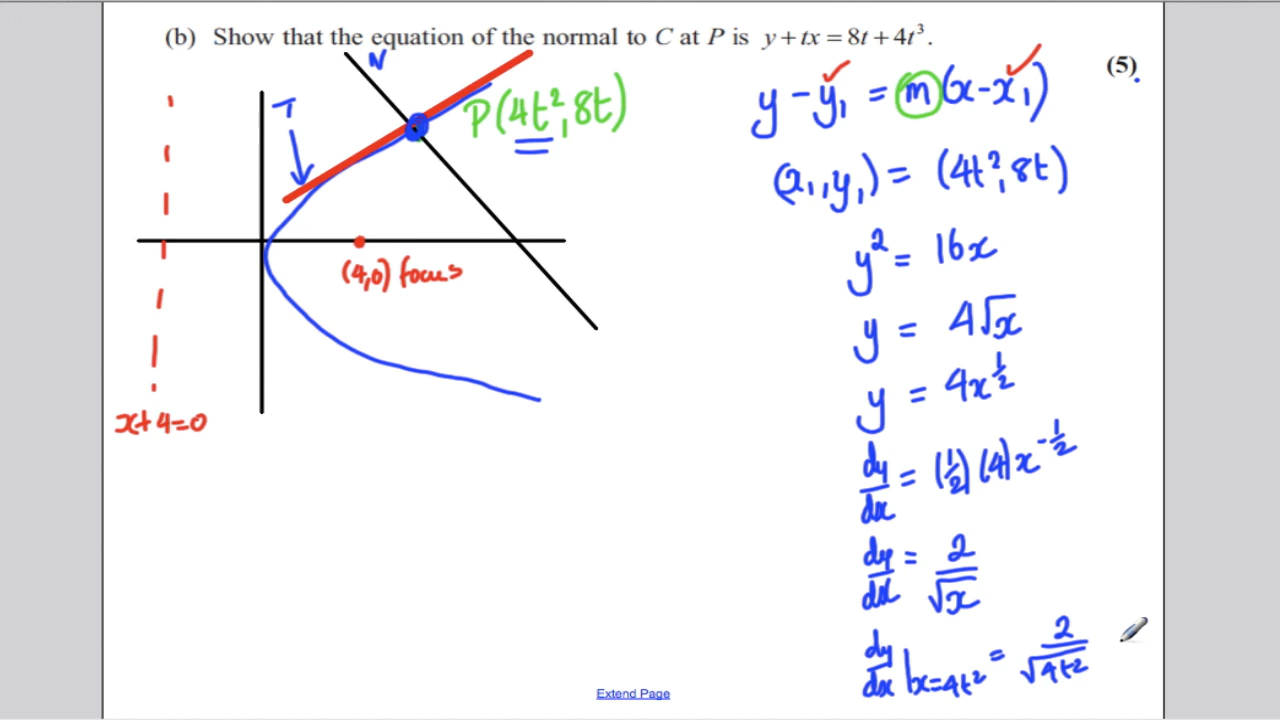 (b) Show that the equation of the normal to C at P is y + tx = 8t + 4t³.
(5)
N
T
P(4t², 8t)
(4,0) focus
x+4=0
y - y₁ = m(x-x₁)
(x₁,y₁) = (4t², 8t)
y² = 16x
y = 4√x
y = 4x^½
dy/dx = (½)(4)x^-½
dy/dx = 2/√x
dy/dx |x=4t² = 2/√4t²
Extend Page